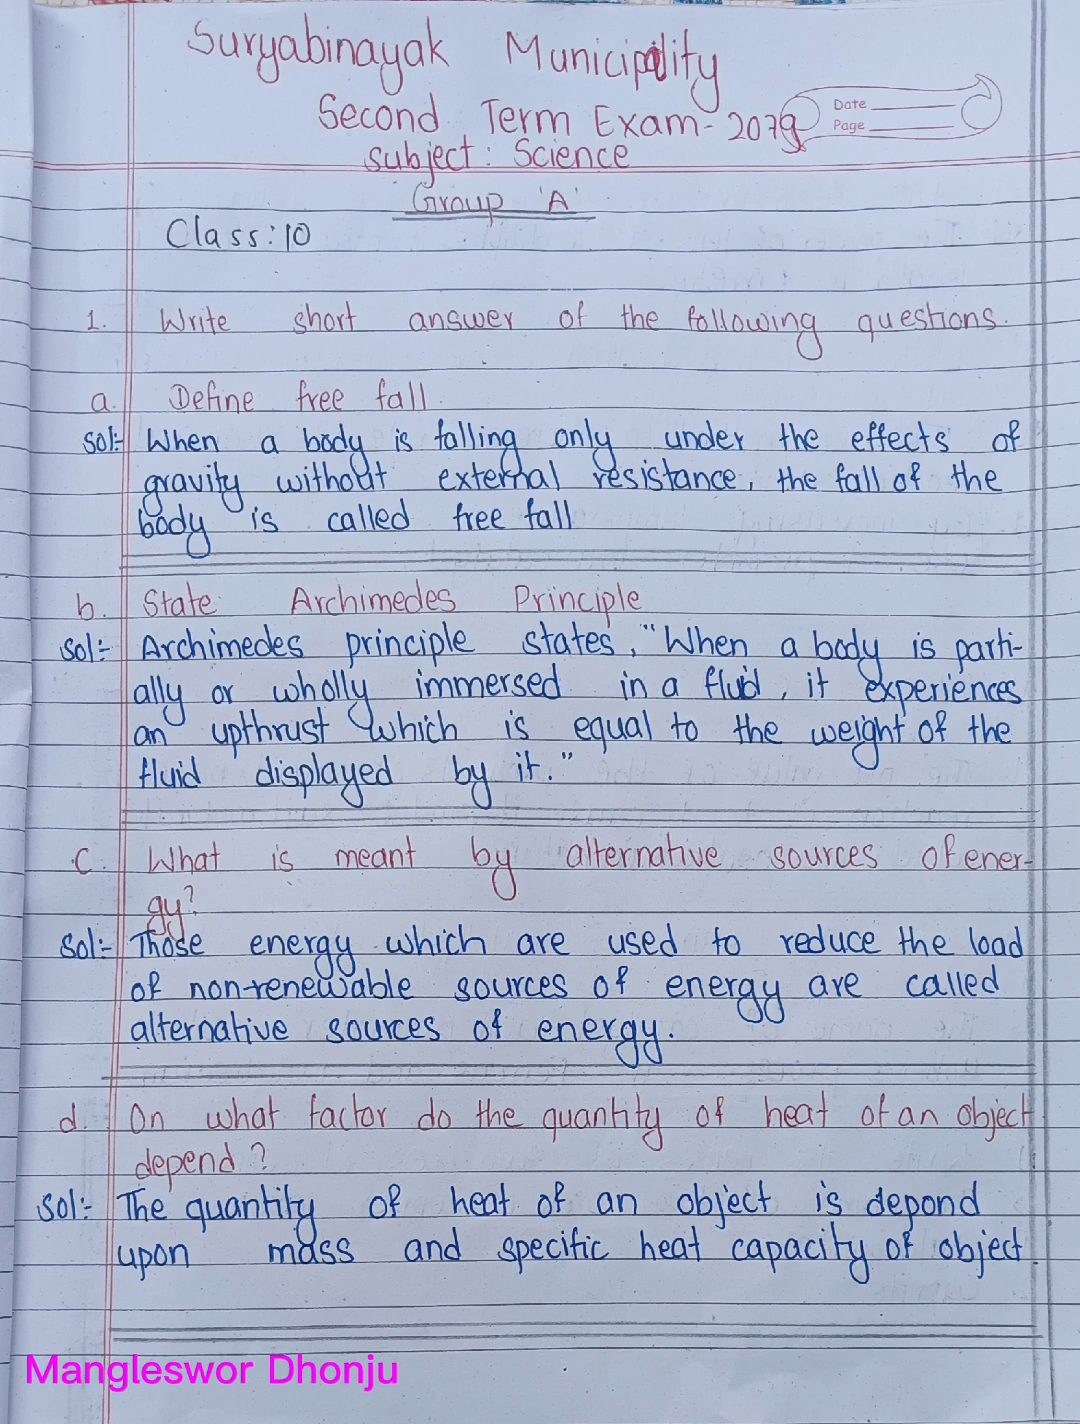 Suryabinayak Municipality
Second Term Exam-2079
Date
Page
Subject: Science
Group 'A'
Class:10
1. Write short answer of the following questions.
a. Define free fall.
Sol:- When a body is falling only under the effects of
gravity without external resistance, the fall of the
body is called free fall
b. State Archimedes Principle
Sol:- Archimedes principle states, "When a body is parti-
ally or wholly immersed in a fluid, it experiences
an upthrust which is equal to the weight of the
fluid displayed by it."
c. What is meant by alternative sources of ener-
gy?
Sol:- Those energy which are used to reduce the load
of non-renewable sources of energy are called
alternative sources of energy.
d. On what factor do the quantity of heat of an object
depend?
Sol:- The quantity of heat of an object is depond
upon mass and specific heat capacity of object.
Mangleswor Dhonju